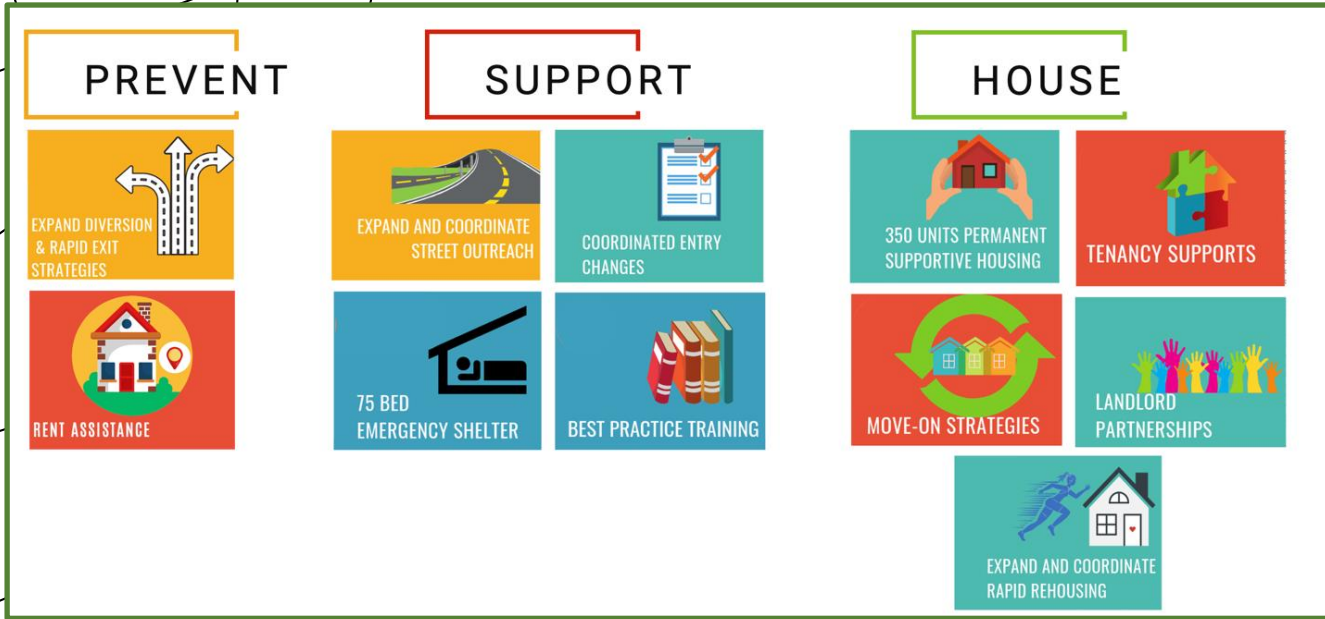 PREVENT
EXPAND DIVERSION
& RAPID EXIT
STRATEGIES
RENT ASSISTANCE
SUPPORT
EXPAND AND COORDINATE
STREET OUTREACH
COORDINATED ENTRY
CHANGES
75 BED
EMERGENCY SHELTER
BEST PRACTICE TRAINING
HOUSE
350 UNITS PERMANENT
SUPPORTIVE HOUSING
TENANCY SUPPORTS
MOVE-ON STRATEGIES
LANDLORD
PARTNERSHIPS
EXPAND AND COORDINATE
RAPID REHOUSING